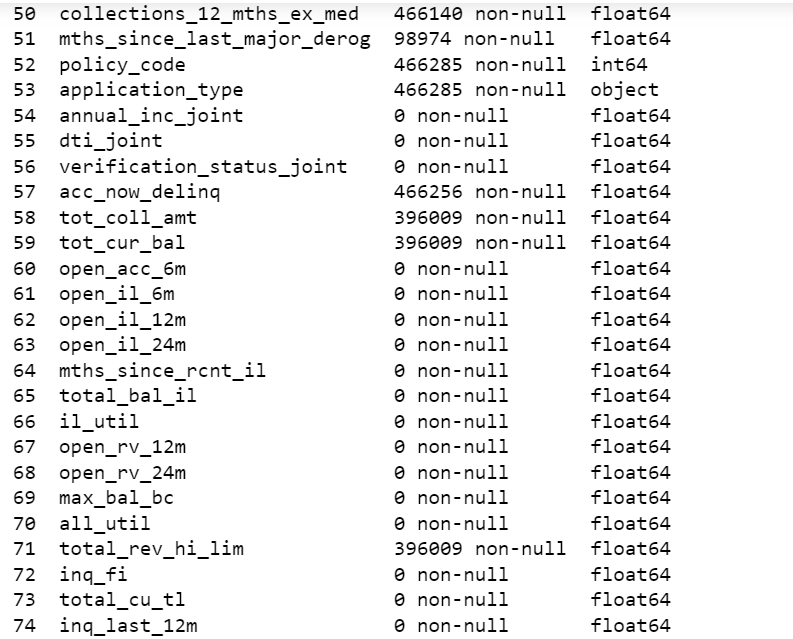 50 collections_12_mths_ex_med 466140 non-null float64
51 mths_since_last_major_derog 98974 non-null float64
52 policy_code 466285 non-null int64
53 application_type 466285 non-null object
54 annual_inc_joint 0 non-null float64
55 dti_joint 0 non-null float64
56 verification_status_joint 0 non-null float64
57 acc_now_delinq 466256 non-null float64
58 tot_coll_amt 396009 non-null float64
59 tot_cur_bal 396009 non-null float64
60 open_acc_6m 0 non-null float64
61 open_il_6m 0 non-null float64
62 open_il_12m 0 non-null float64
63 open_il_24m 0 non-null float64
64 mths_since_rcnt_il 0 non-null float64
65 total_bal_il 0 non-null float64
66 il_util 0 non-null float64
67 open_rv_12m 0 non-null float64
68 open_rv_24m 0 non-null float64
69 max_bal_bc 0 non-null float64
70 all_util 0 non-null float64
71 total_rev_hi_lim 396009 non-null float64
72 inq_fi 0 non-null float64
73 total_cu_tl 0 non-null float64
74 inq_last_12m 0 non-null float64